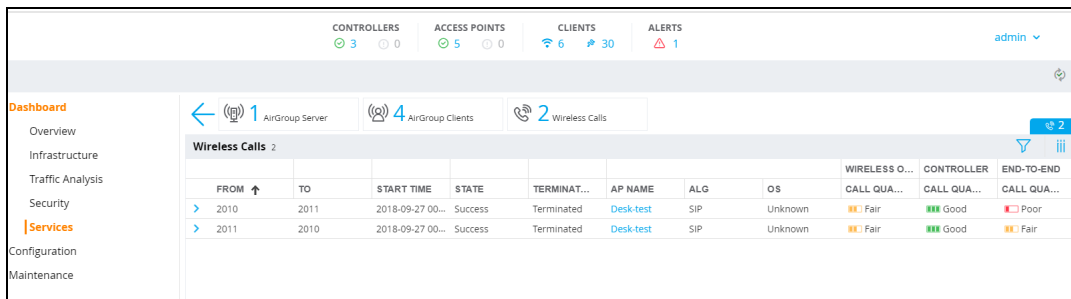 CONTROLLERS ACCESS POINTS CLIENTS ALERTS
3 0 5 0 6 30 1 admin
Dashboard
Overview
Infrastructure
Traffic Analysis
Security
Services
Configuration
Maintenance
1 AirGroup Server 4 AirGroup Clients 2 Wireless Calls
2
Wireless Calls 2
WIRELESS O... CONTROLLER END-TO-END
FROM TO START TIME STATE TERMINAT... AP NAME ALG OS CALL QUA... CALL QUA... CALL QUA...
2010 2011 2018-09-27 00... Success Terminated Desk-test SIP Unknown Fair Good Poor
2011 2010 2018-09-27 00... Success Terminated Desk-test SIP Unknown Fair Good Fair